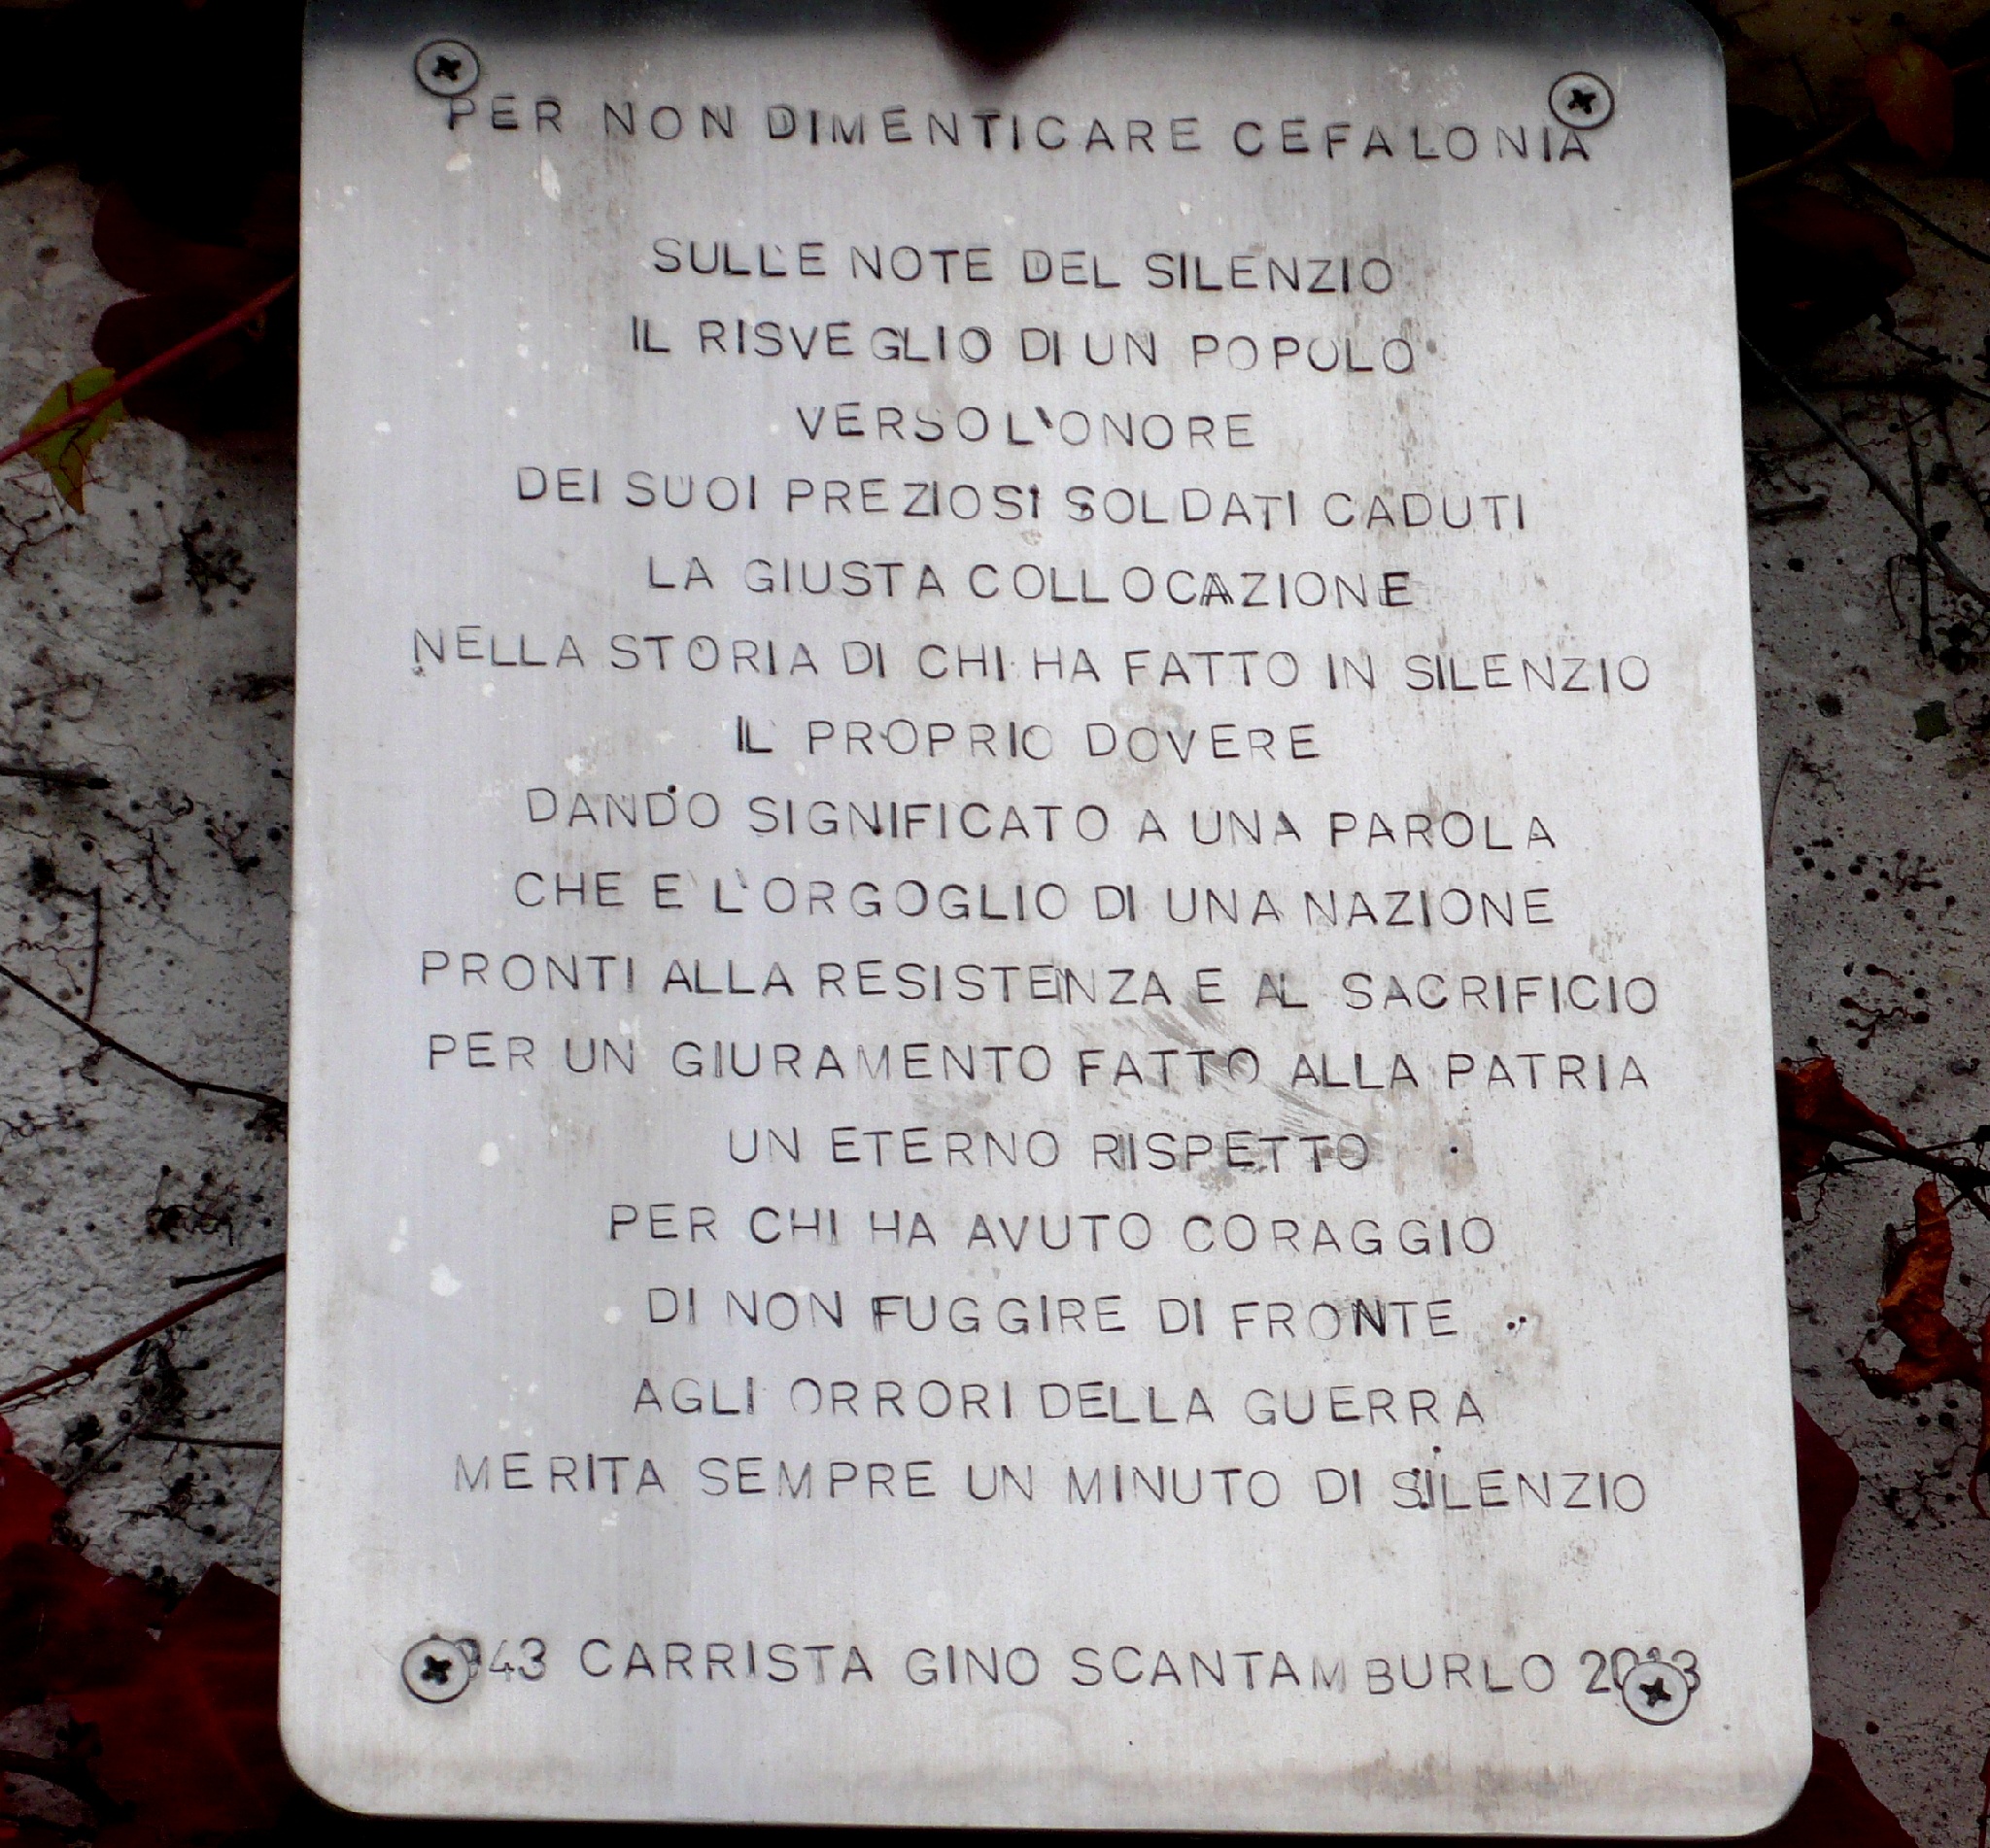 PER NON DIMENTICARE CEFALONIA
SULLE NOTE DEL SILENZIO
IL RISVEGLIO DI UN POPOLO
VERSO L'ONORE
DEI SUOI PREZIOSI SOLDATI CADUTI
LA GIUSTA COLLOCAZIONE
NELLA STORIA DI CHI HA FATTO IN SILENZIO
IL PROPRIO DOVERE
DANDO SIGNIFICATO A UNA PAROLA
CHE E L'ORGOGLIO DI UNA NAZIONE
PRONTI ALLA RESISTENZA E AL SACRIFICIO
PER UN GIURAMENTO FATTO ALLA PATRIA
UN ETERNO RISPETTO
PER CHI HA AVUTO CORAGGIO
DI NON FUGGIRE DI FRONTE
AGLI ORRORI DELLA GUERRA
MERITA SEMPRE UN MINUTO DI SILENZIO
1943 CARRISTA GINO SCANTAMBURLO 2013